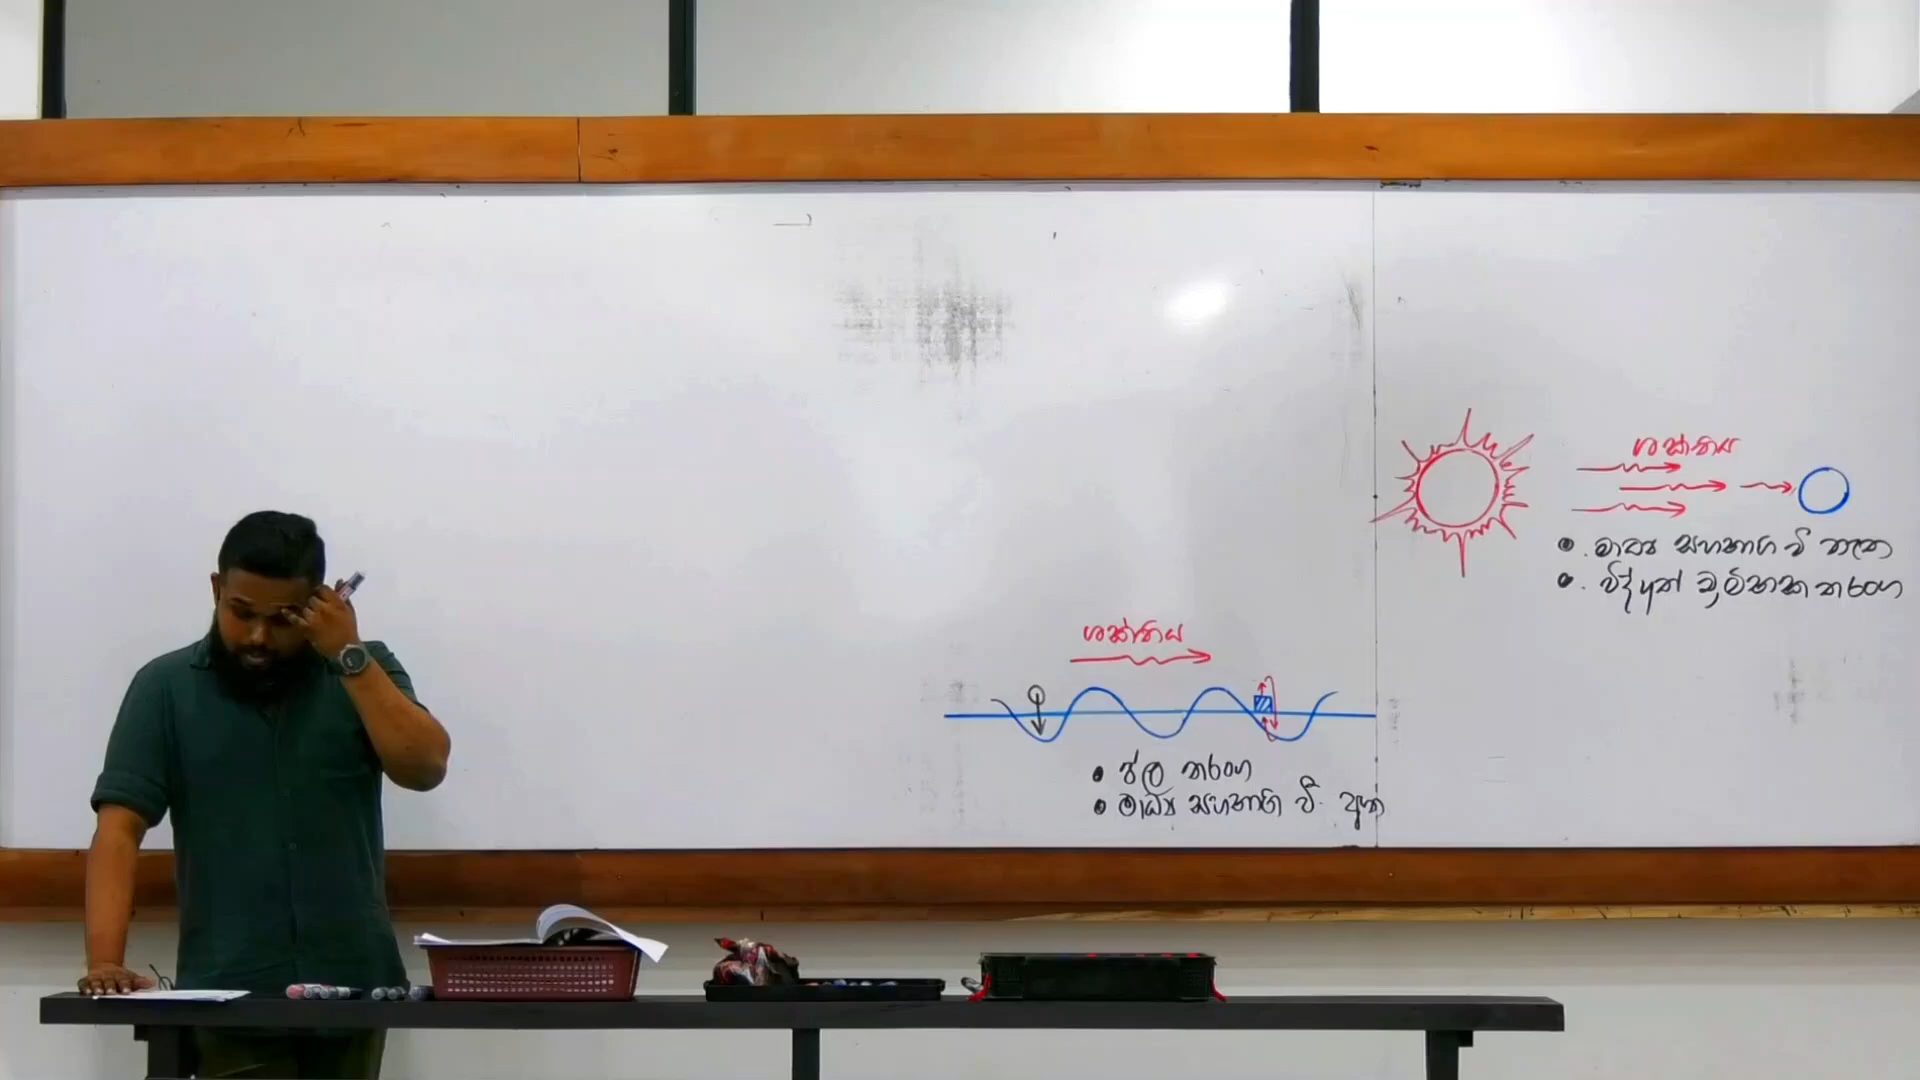 ශක්තිය
• මාධ්‍ය සහභාගි වී නැත
• විද්යුත් චුම්භක තරංග
ශක්තිය
• ජල තරංග
• මාධ්‍ය සහභාගි වී ඇත